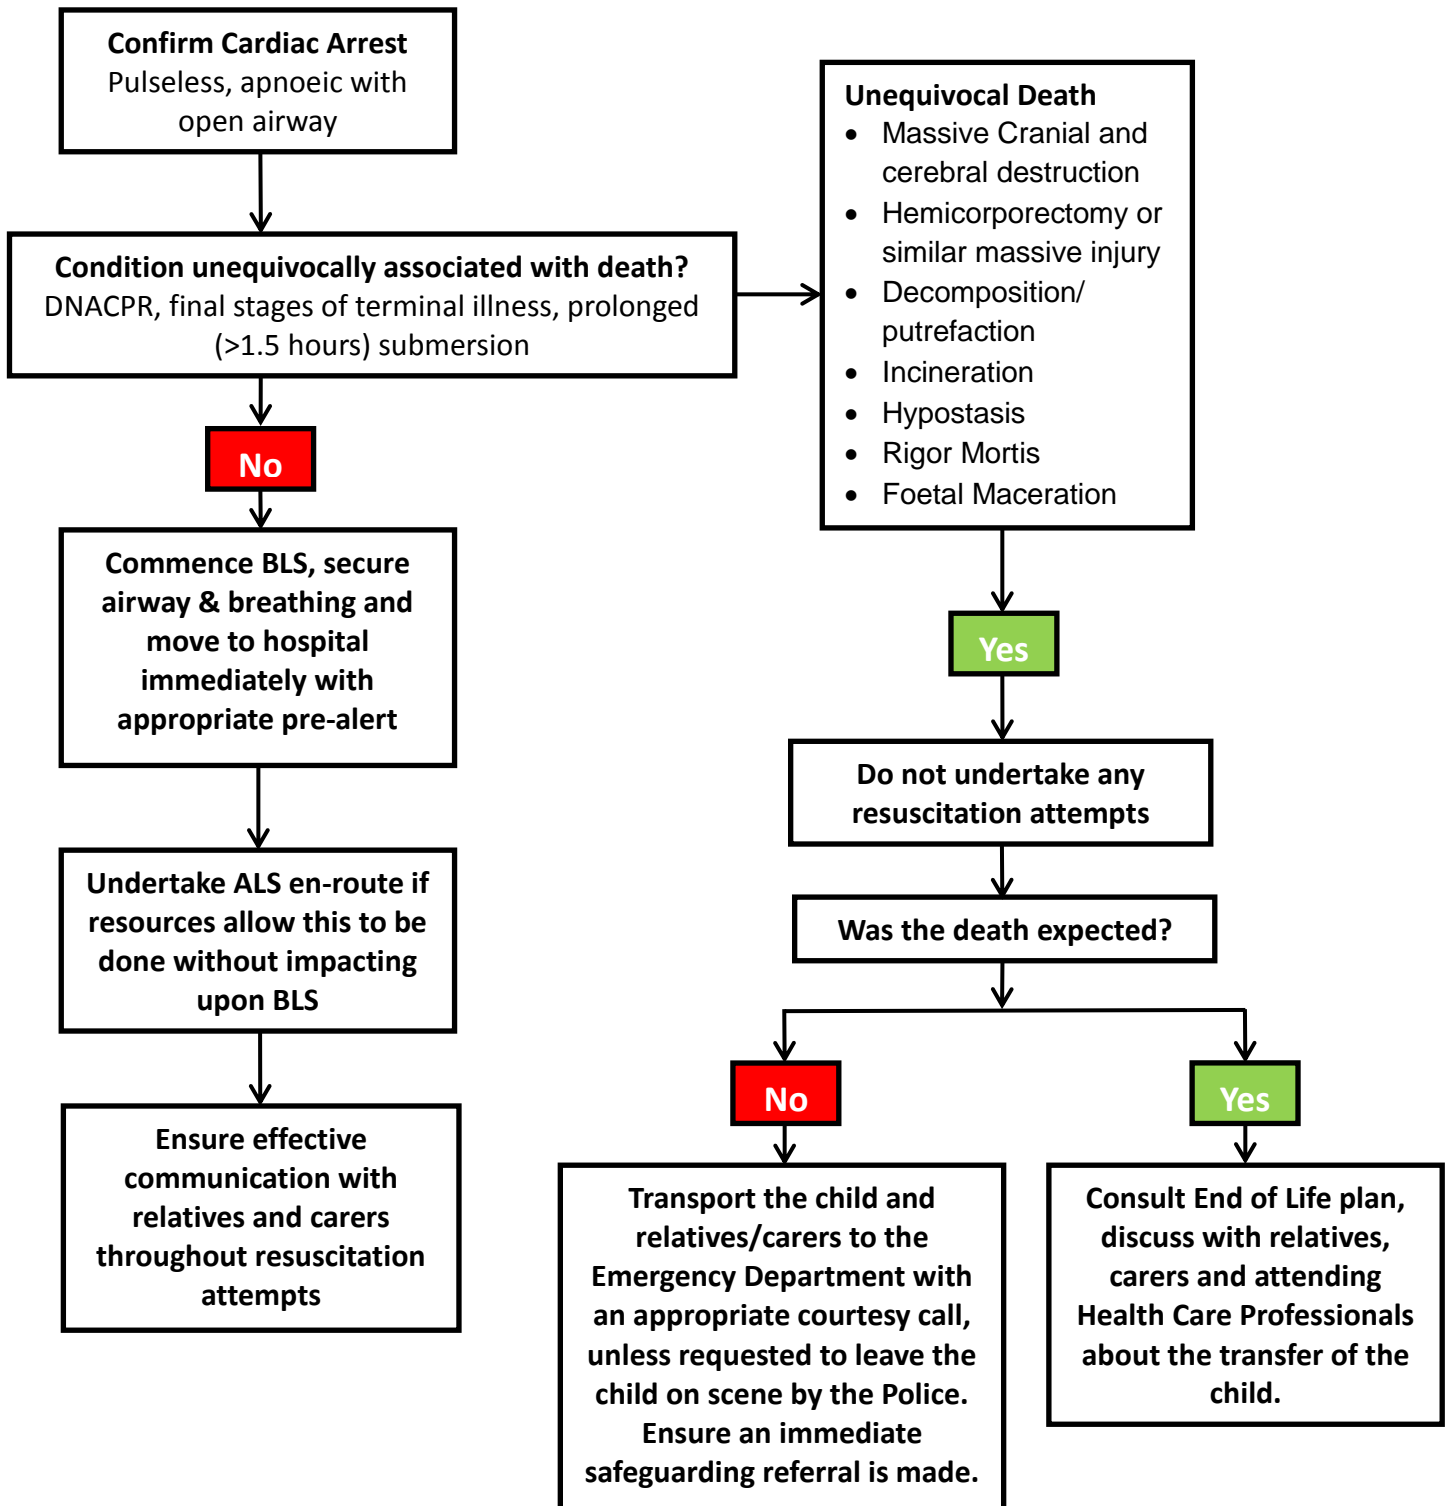 Confirm Cardiac Arrest
Pulseless, apnoeic with
open airway
Condition unequivocally associated with death?
DNACPR, final stages of terminal illness, prolonged
(>1.5 hours) submersion
Unequivocal Death
• Massive Cranial and
cerebral destruction
• Hemicorporectomy or
similar massive injury
• Decomposition/
putrefaction
• Incineration
• Hypostasis
• Rigor Mortis
• Foetal Maceration
No
Commence BLS, secure
airway & breathing and
move to hospital
immediately with
appropriate pre-alert
Undertake ALS en-route if
resources allow this to be
done without impacting
upon BLS
Ensure effective
communication with
relatives and carers
throughout resuscitation
attempts
Yes
Do not undertake any
resuscitation attempts
Was the death expected?
No
Transport the child and
relatives/carers to the
Emergency Department with
an appropriate courtesy call,
unless requested to leave the
child on scene by the Police.
Ensure an immediate
safeguarding referral is made.
Yes
Consult End of Life plan,
discuss with relatives,
carers and attending
Health Care Professionals
about the transfer of the
child.